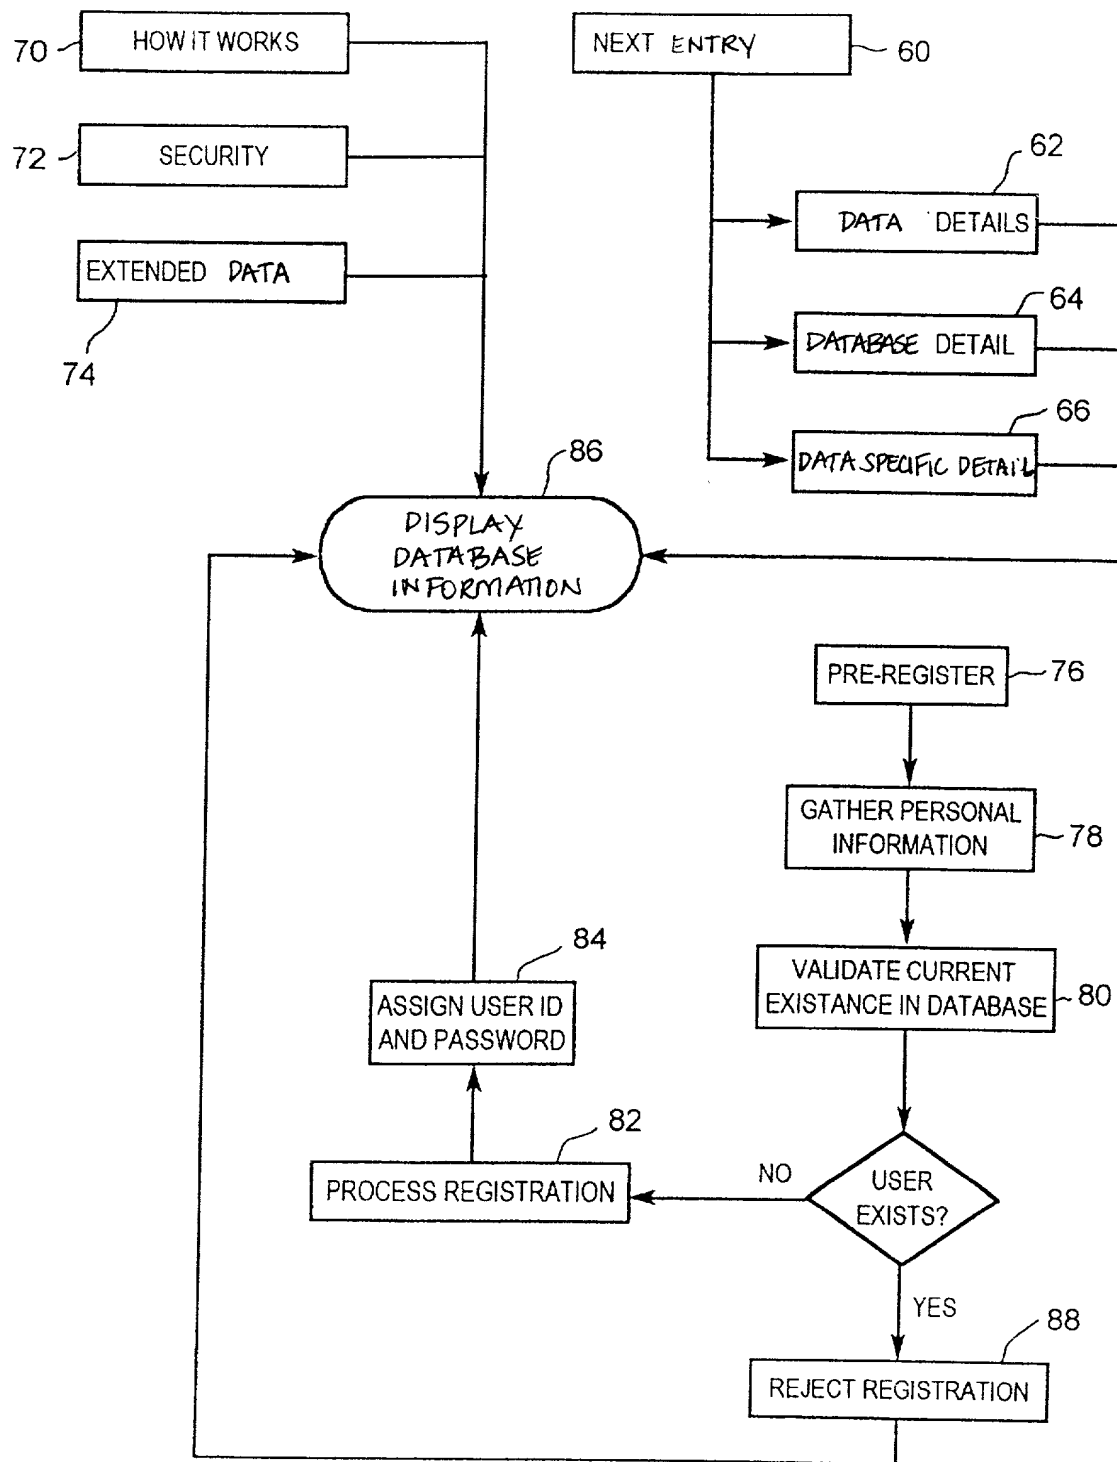 70
HOW IT WORKS
NEXT ENTRY
60
72
SECURITY
62
DATA DETAILS
EXTENDED DATA
74
64
DATABASE DETAIL
66
DATA SPECIFIC DETAIL
86
DISPLAY
DATABASE
INFORMATION
PRE-REGISTER
76
GATHER PERSONAL
INFORMATION
78
84
ASSIGN USER ID
AND PASSWORD
VALIDATE CURRENT
EXISTANCE IN DATABASE
80
82
PROCESS REGISTRATION
NO
USER
EXISTS?
YES
88
REJECT REGISTRATION